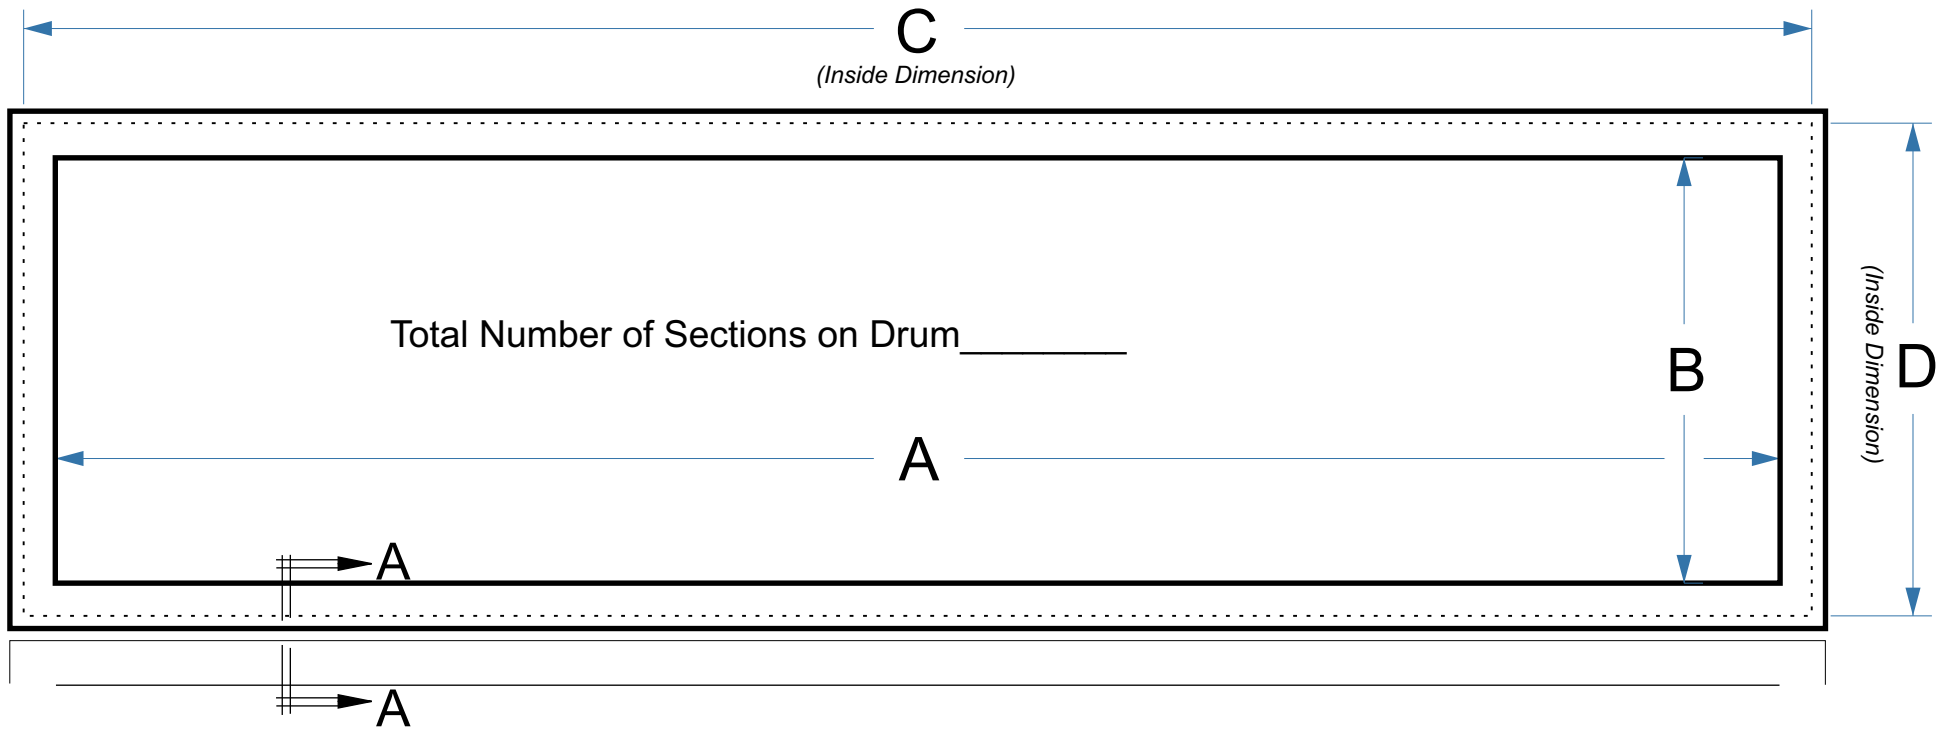 C
(Inside Dimension)
Total Number of Sections on Drum________
B
(Inside Dimension)
D
A
A
A